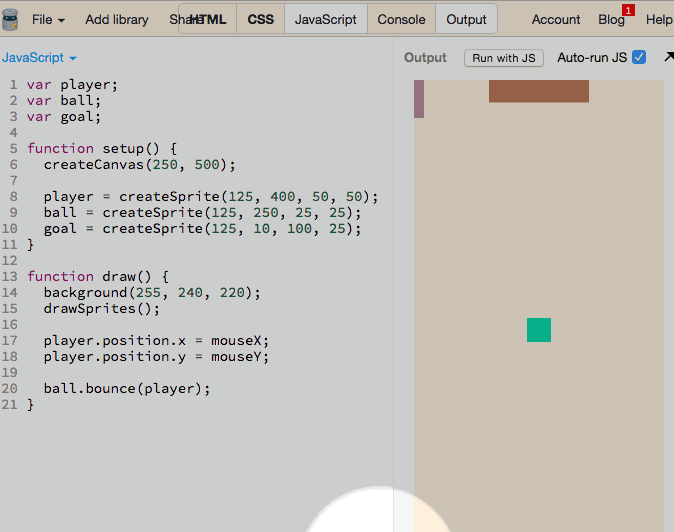 File Add library Share HTML CSS JavaScript Console Output Account Blog 1 Help
JavaScript Output Run with JS Auto-run JS
1 var player;
2 var ball;
3 var goal;
4
5 function setup() {
6 createCanvas(250, 500);
7
8 player = createSprite(125, 400, 50, 50);
9 ball = createSprite(125, 250, 25, 25);
10 goal = createSprite(125, 10, 100, 25);
11 }
12
13 function draw() {
14 background(255, 240, 220);
15 drawSprites();
16
17 player.position.x = mouseX;
18 player.position.y = mouseY;
19
20 ball.bounce(player);
21 }